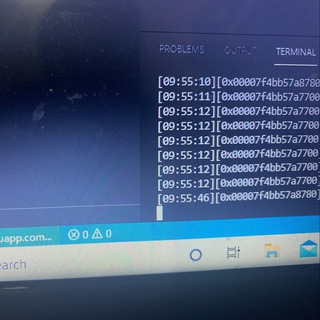 PROBLEMS OUTPUT TERMINAL
[09:55:10][0x00007f4bb57a8780
[09:55:11][0x00007f4bb57a7700
[09:55:12][0x00007f4bb57a7700
[09:55:12][0x00007f4bb57a7700
[09:55:12][0x00007f4bb57a7700
[09:55:12][0x00007f4bb57a7700
[09:55:12][0x00007f4bb57a7700]
[09:55:12][0x00007f4bb57a7700]
[09:55:46][0x00007f4bb57a8780]
uapp.com... 0 0
earch